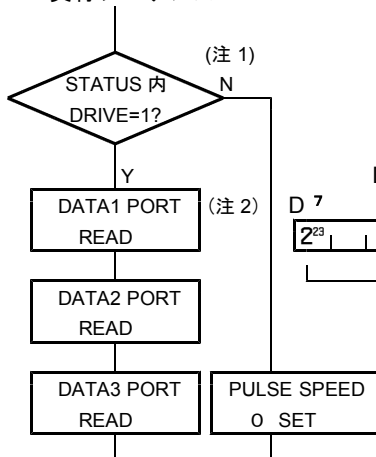 (注 1)
STATUS 内
N
DRIVE=1?
Y
DATA1 PORT
READ
(注 2)
D 7
2²³
DATA2 PORT
READ
DATA3 PORT
READ
PULSE SPEED
0 SET